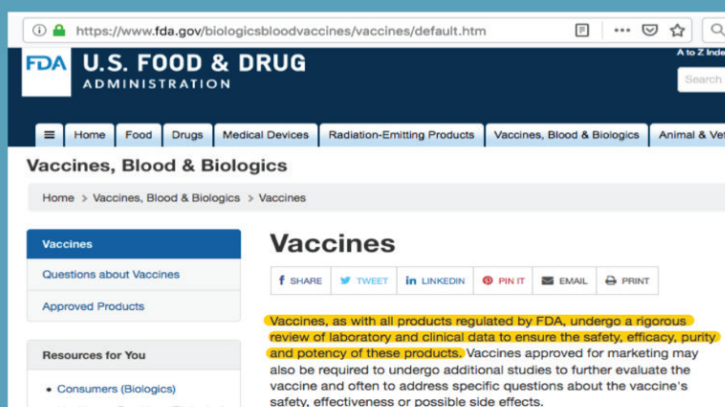 https://www.fda.gov/biologicsbloodvaccines/vaccines/default.htm
A to Z Inde
FDA U.S. FOOD & DRUG
ADMINISTRATION
Search
Home Food Drugs Medical Devices Radiation-Emitting Products Vaccines, Blood & Biologics Animal & Vet
Vaccines, Blood & Biologics
Home > Vaccines, Blood & Biologics > Vaccines
Vaccines
Questions about Vaccines
Approved Products
Resources for You
• Consumers (Biologics)
Vaccines
f SHARE TWEET in LINKEDIN PIN IT EMAIL PRINT
Vaccines, as with all products regulated by FDA, undergo a rigorous
review of laboratory and clinical data to ensure the safety, efficacy, purity
and potency of these products. Vaccines approved for marketing may
also be required to undergo additional studies to further evaluate the
vaccine and often to address specific questions about the vaccine's
safety, effectiveness or possible side effects.